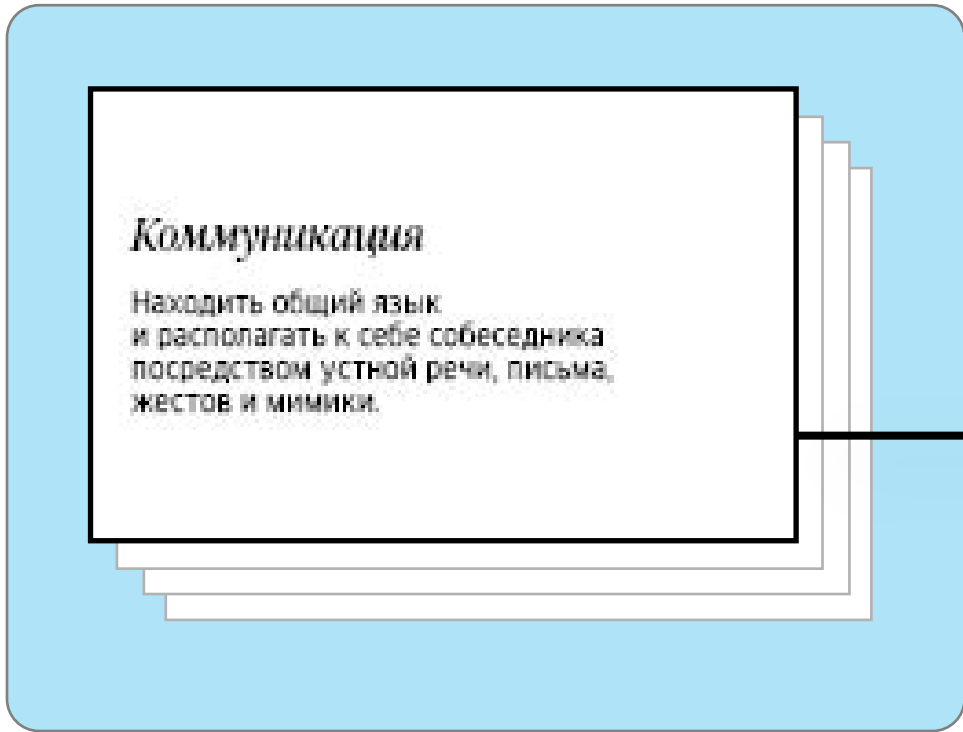 Коммуникация
Находить общий язык
и располагать к себе собеседника
посредством устной речи, письма,
жестов и мимики.